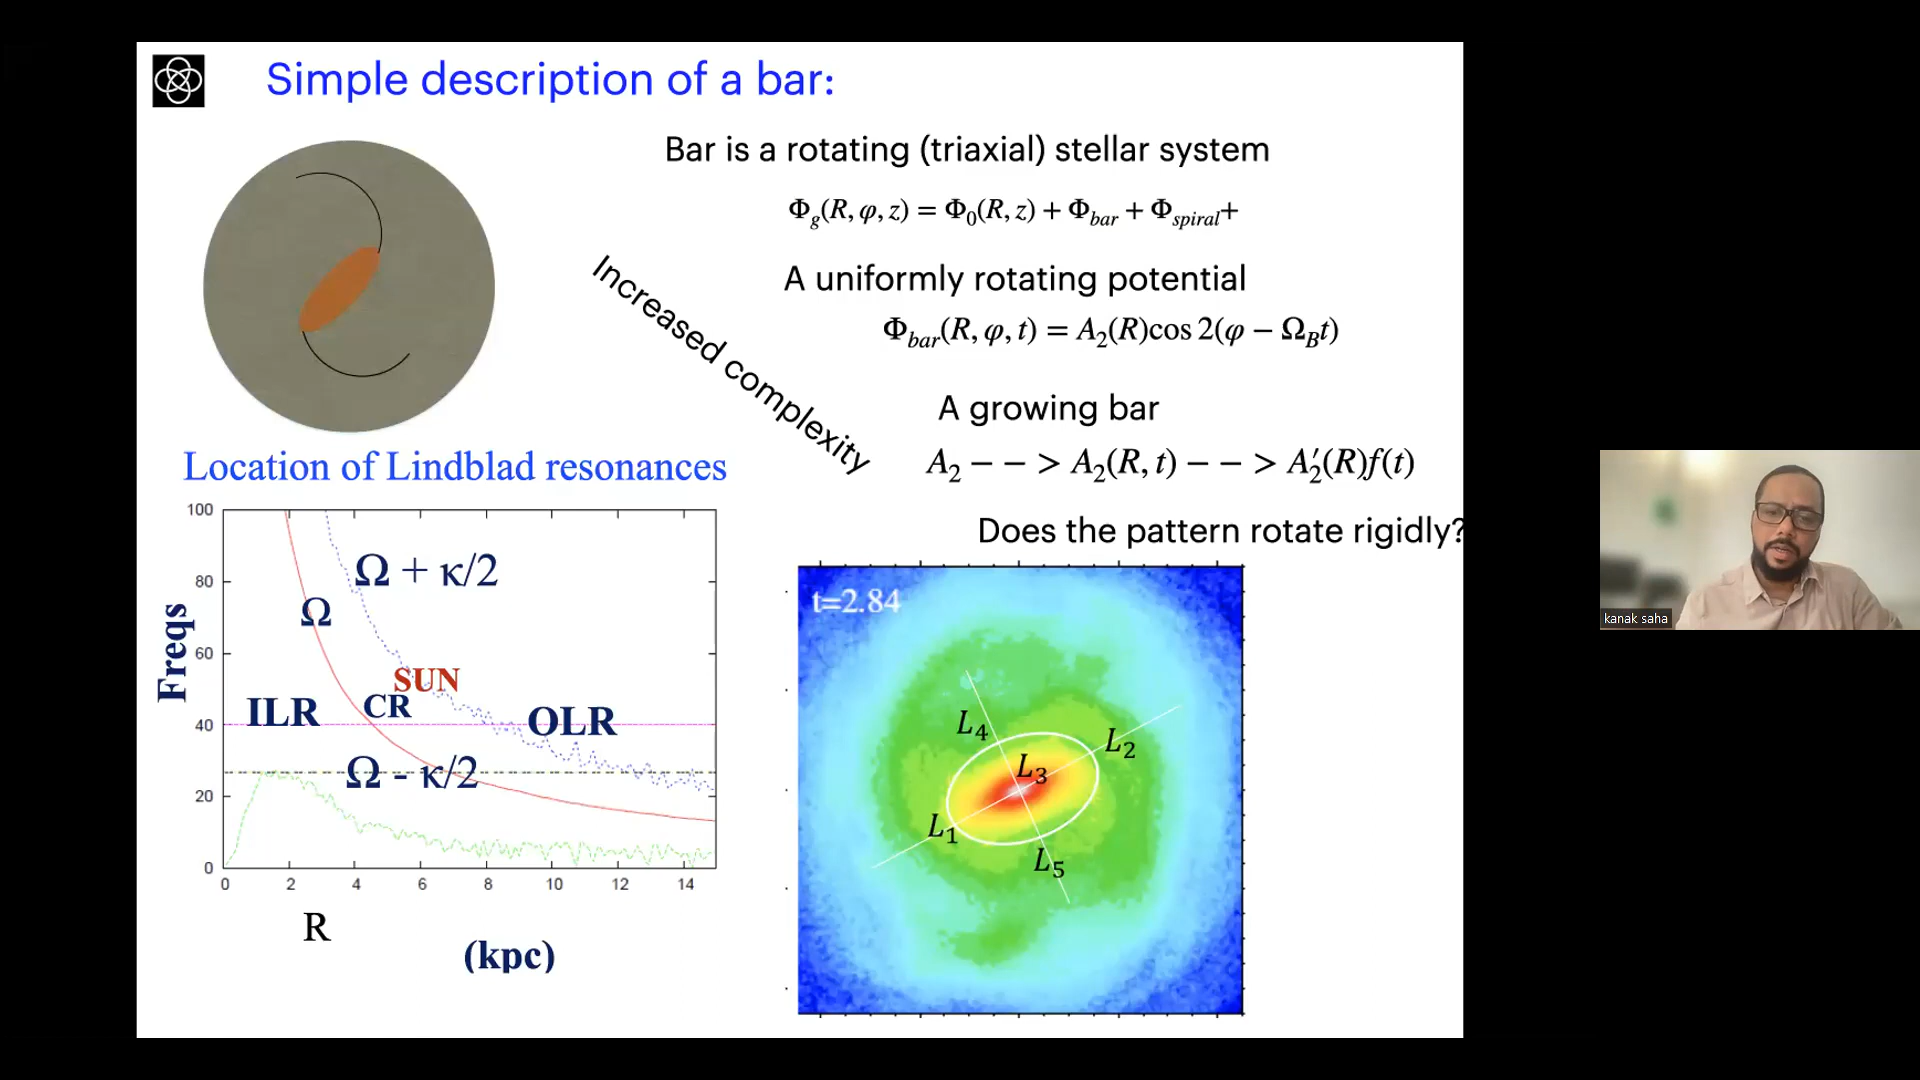 Simple description of a bar:
Bar is a rotating (triaxial) stellar system
Φg(R, φ, z) = Φ0(R, z) + Φbar + Φspiral+
Increased complexity
A uniformly rotating potential
Φbar(R, φ, t) = A2(R)cos 2(φ − ΩBt)
A growing bar
A2 − − > A2(R, t) − − > A′2(R)f(t)
Does the pattern rotate rigidly?
Location of Lindblad resonances
100
80
60
40
20
0
Freqs
Ω + κ/2
Ω
SUN
ILR
CR
OLR
Ω - κ/2
0 2 4 6 8 10 12 14
R
(kpc)
t=2.84
L4
L2
L3
L1
L5
kanak saha